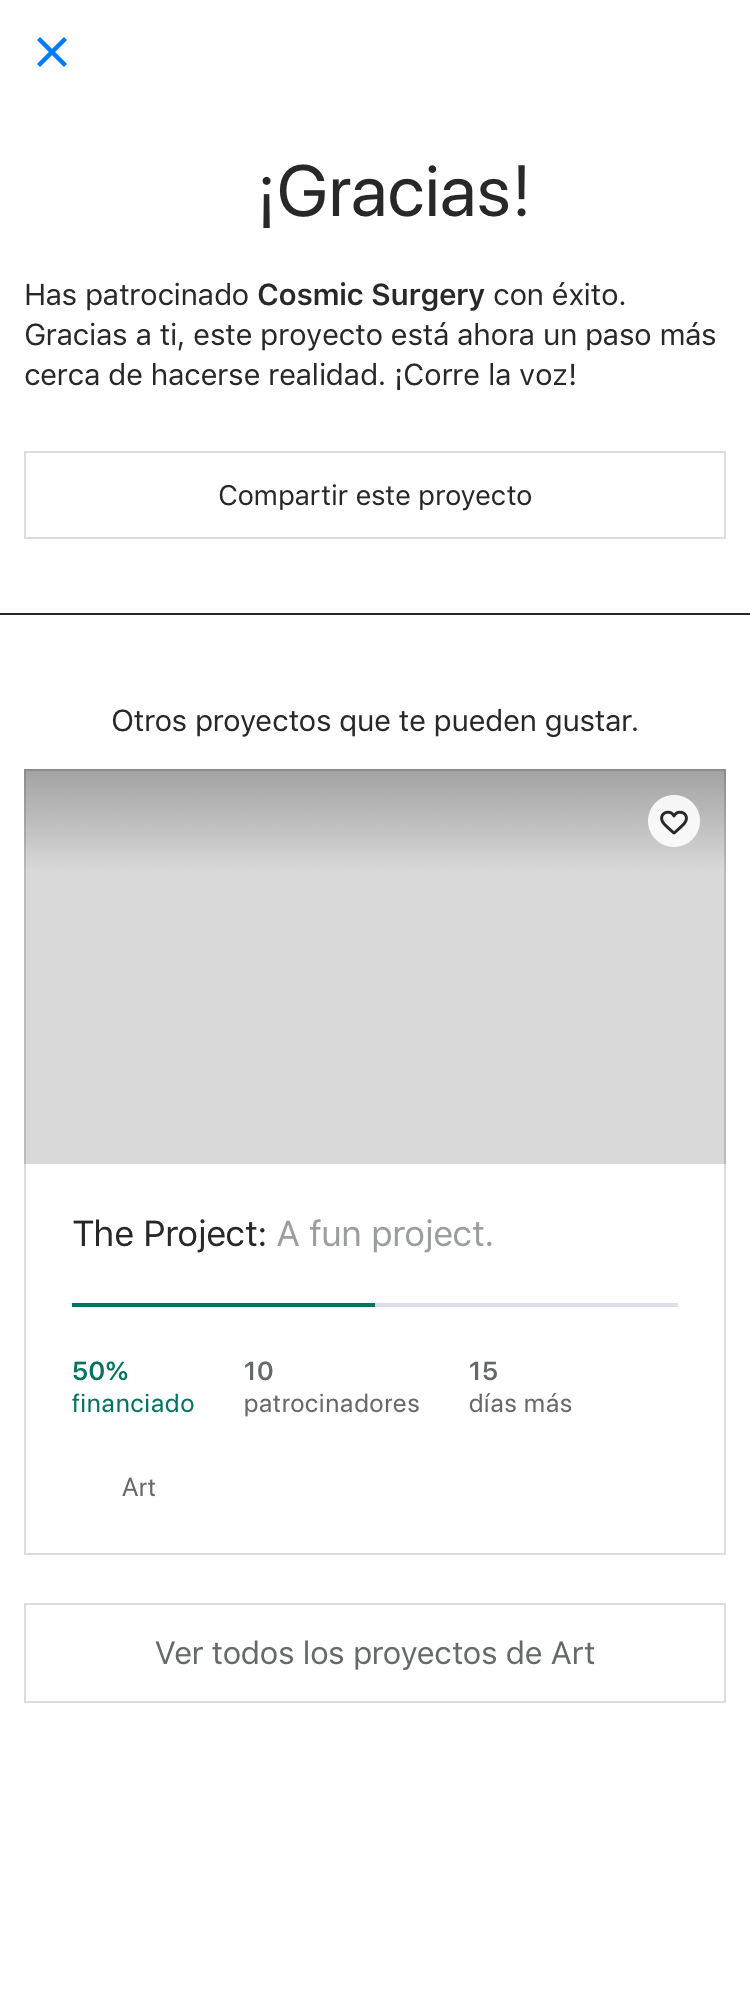 ¡Gracias!
Has patrocinado Cosmic Surgery con éxito.
Gracias a ti, este proyecto está ahora un paso más
cerca de hacerse realidad. ¡Corre la voz!
Compartir este proyecto
Otros proyectos que te pueden gustar.
The Project: A fun project.
50%
financiado
10
patrocinadores
15
días más
Art
Ver todos los proyectos de Art